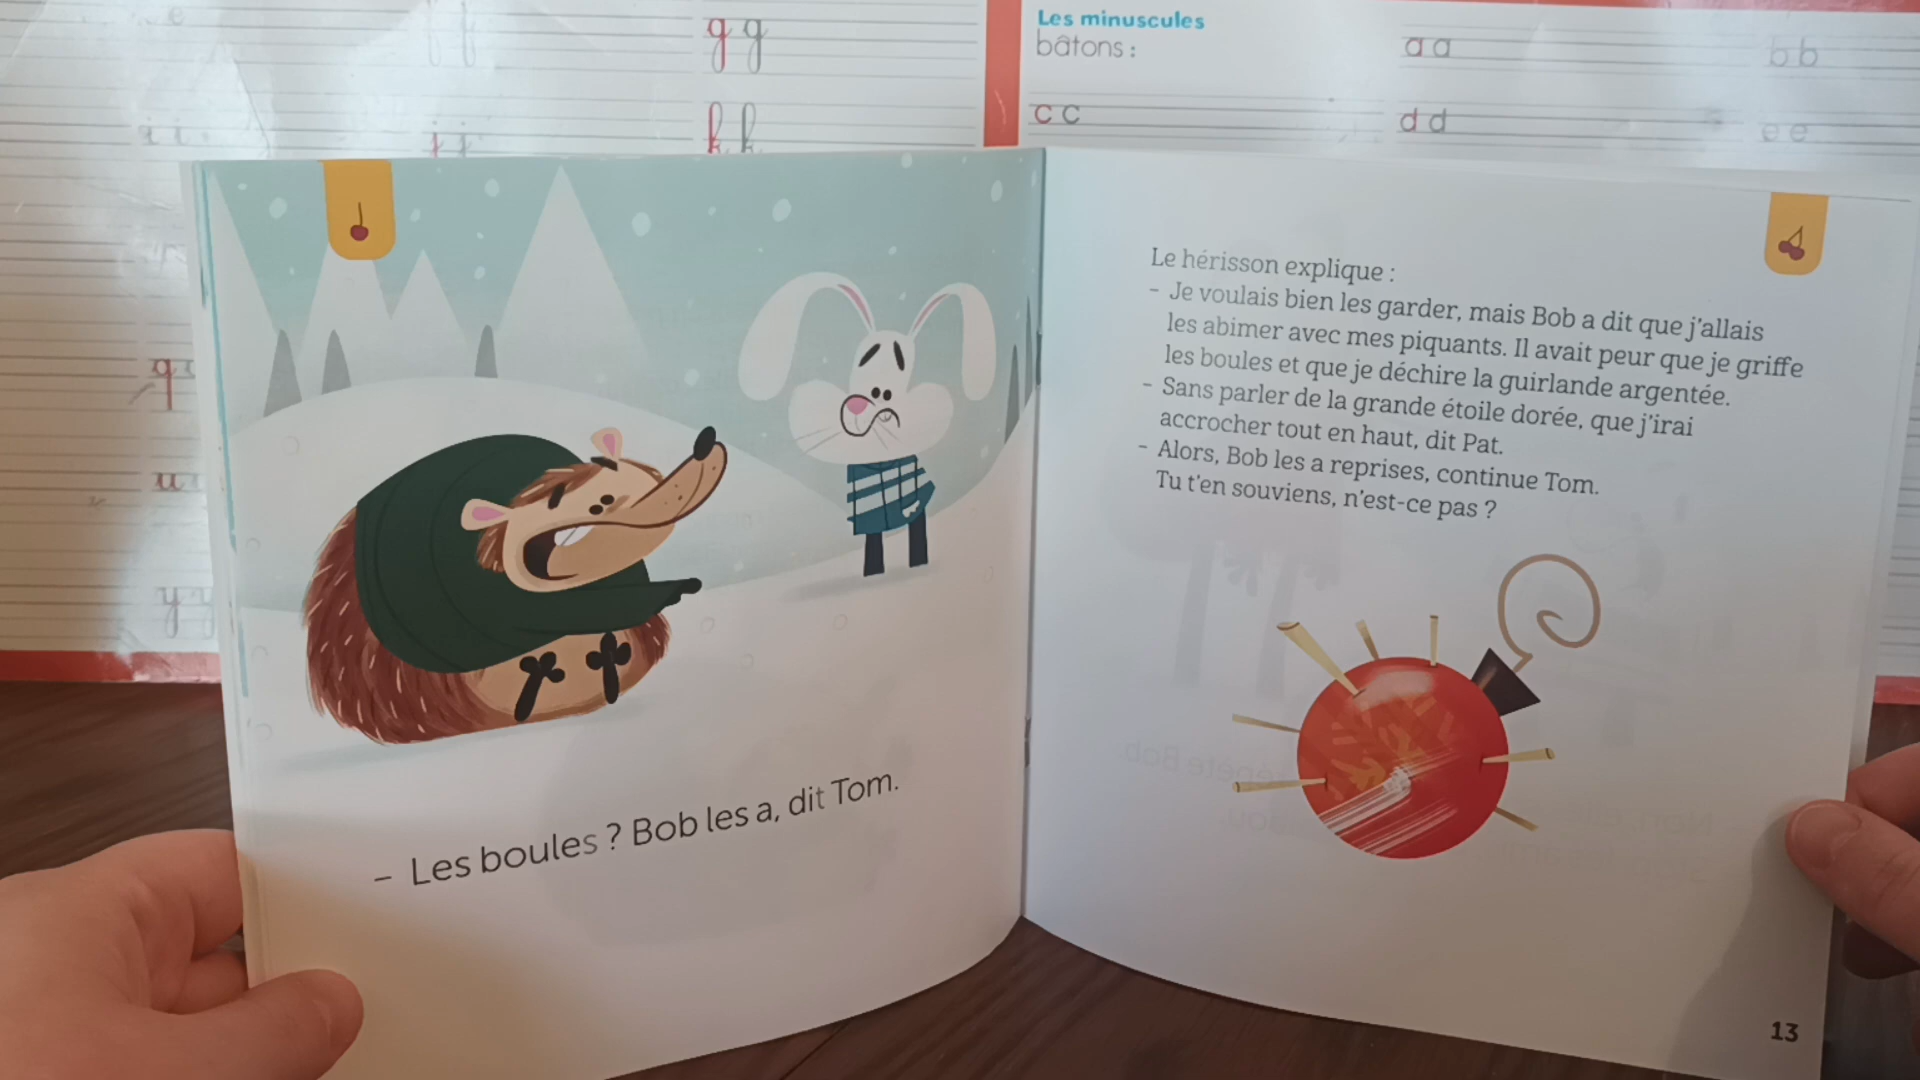 e
f f
g g
i i
j j
k k
q
u
y y
Les minuscules
bâtons :
a a
b b
c c
d d
e e
– Les boules ? Bob les a, dit Tom.
Le hérisson explique :
– Je voulais bien les garder, mais Bob a dit que j'allais
les abimer avec mes piquants. Il avait peur que je griffe
les boules et que je déchire la guirlande argentée.
– Sans parler de la grande étoile dorée, que j'irai
accrocher tout en haut, dit Pat.
– Alors, Bob les a reprises, continue Tom.
Tu t'en souviens, n'est-ce pas ?
13